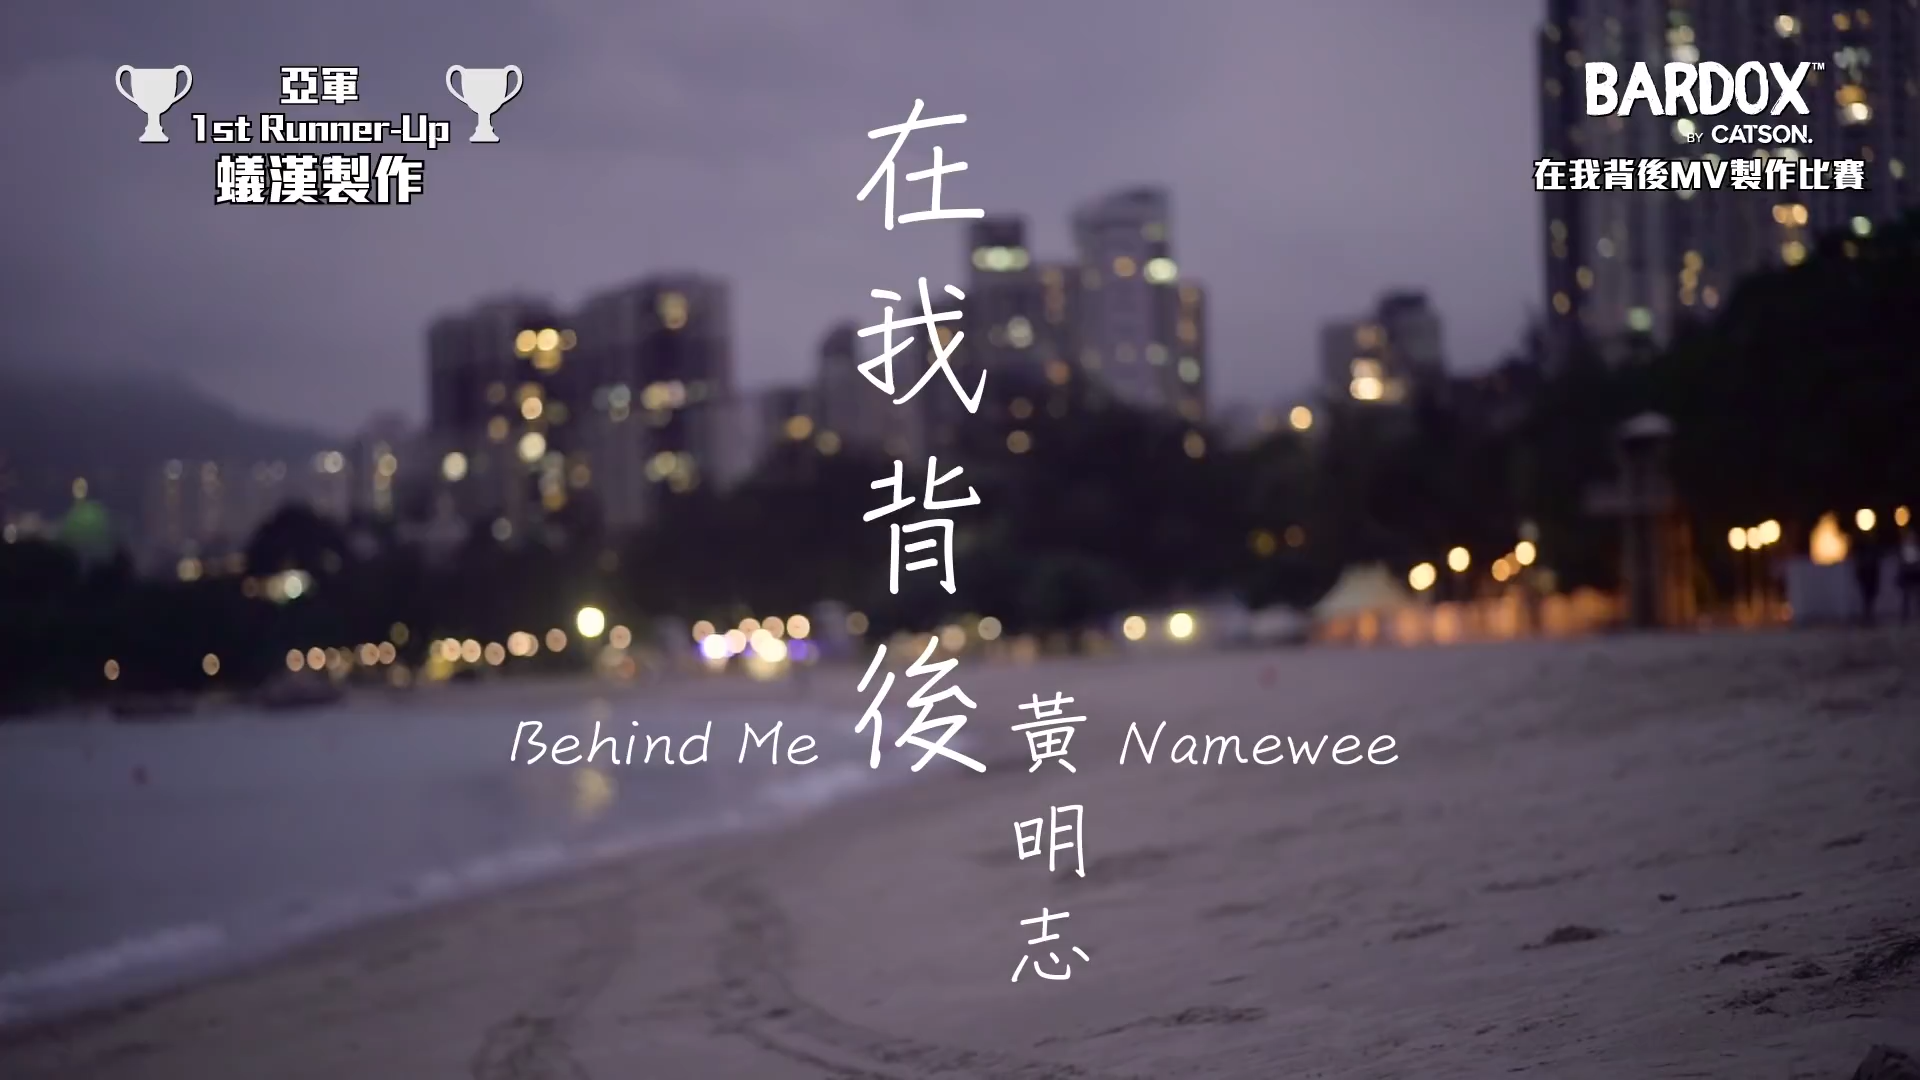 亞軍
1st Runner-Up
蟻漢製作
BARDOX™
BY CATSON.
在我背後MV製作比賽
在我背後
Behind Me
黃明志
Namewee